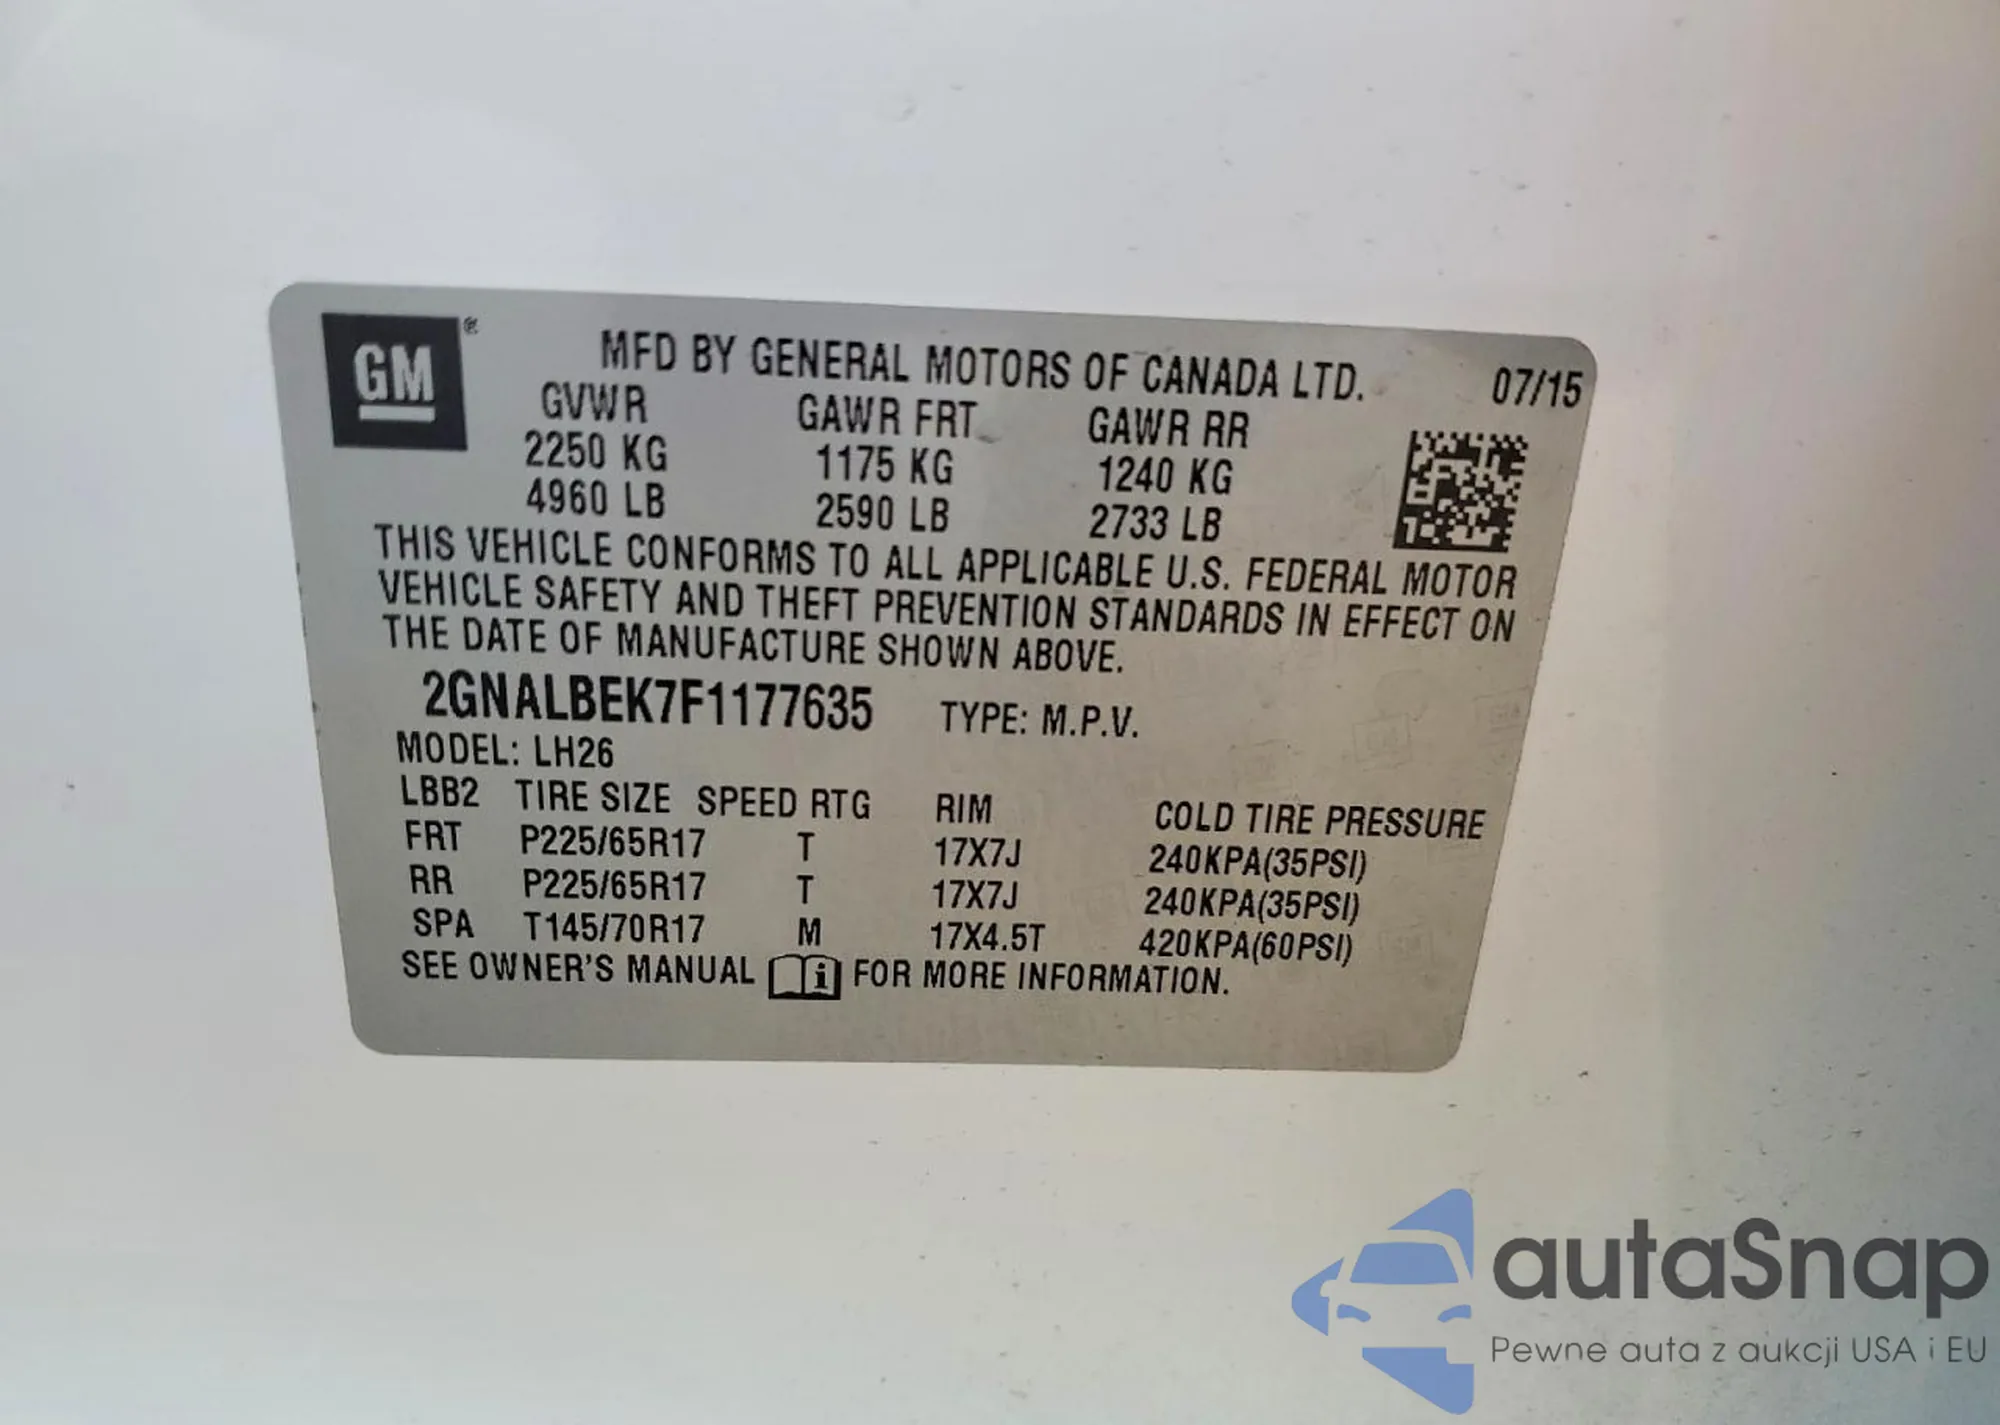 GM ®
MFD BY GENERAL MOTORS OF CANADA LTD. 07/15
GVWR GAWR FRT GAWR RR
2250 KG 1175 KG 1240 KG
4960 LB 2590 LB 2733 LB
THIS VEHICLE CONFORMS TO ALL APPLICABLE U.S. FEDERAL MOTOR
VEHICLE SAFETY AND THEFT PREVENTION STANDARDS IN EFFECT ON
THE DATE OF MANUFACTURE SHOWN ABOVE.
2GNALBEK7F1177635 TYPE: M.P.V.
MODEL: LH26
LBB2 TIRE SIZE SPEED RTG RIM COLD TIRE PRESSURE
FRT P225/65R17 T 17X7J 240KPA(35PSI)
RR P225/65R17 T 17X7J 240KPA(35PSI)
SPA T145/70R17 M 17X4.5T 420KPA(60PSI)
SEE OWNER'S MANUAL i FOR MORE INFORMATION.
autaSnap
Pewne auta z aukcji USA i EU